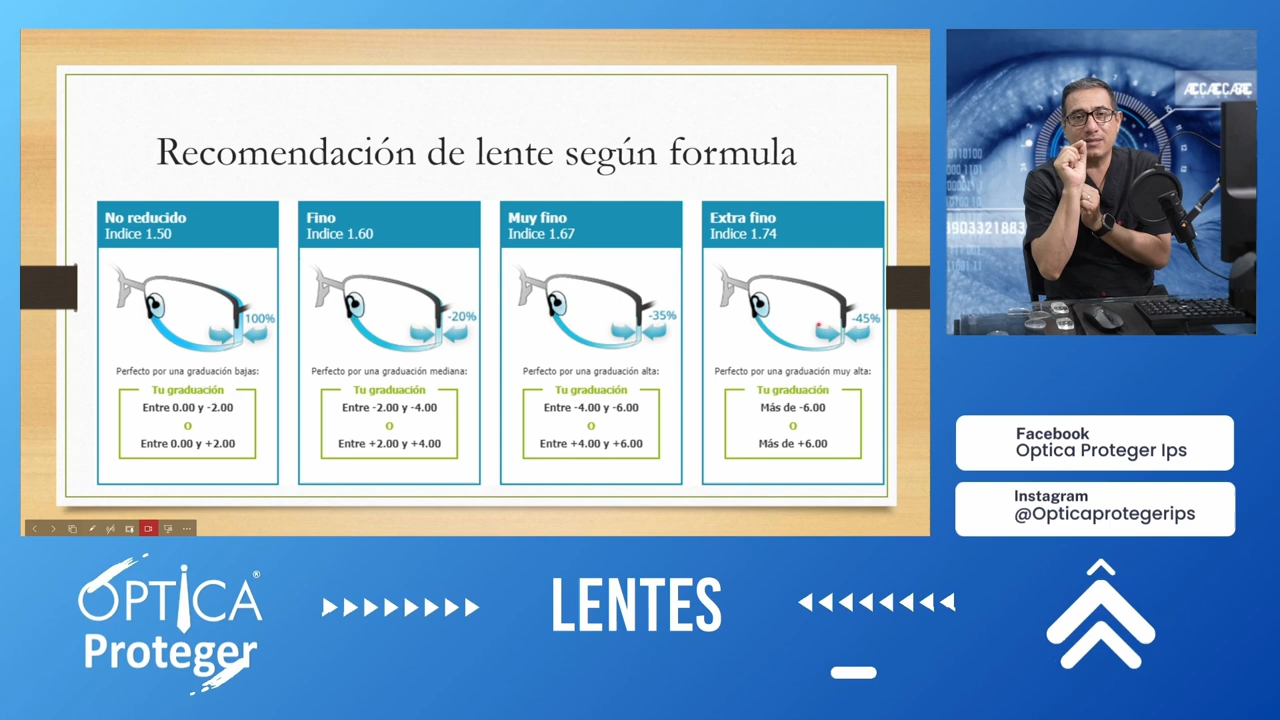 Recomendación de lente según formula
No reducido
Indice 1.50
100%
Perfecto por una graduación bajas:
Tu graduación
Entre 0.00 y -2.00
O
Entre 0.00 y +2.00
Fino
Indice 1.60
-20%
Perfecto por una graduación mediana:
Tu graduación
Entre -2.00 y -4.00
O
Entre +2.00 y +4.00
Muy fino
Indice 1.67
-35%
Perfecto por una graduación alta:
Tu graduación
Entre -4.00 y -6.00
O
Entre +4.00 y +6.00
Extra fino
Indice 1.74
-45%
Perfecto por una graduación muy alta:
Tu graduación
Más de -6.00
O
Más de +6.00
Facebook
Optica Proteger Ips
Instagram
@Opticaprotegerips
ÓPTICA®
Proteger
LENTES